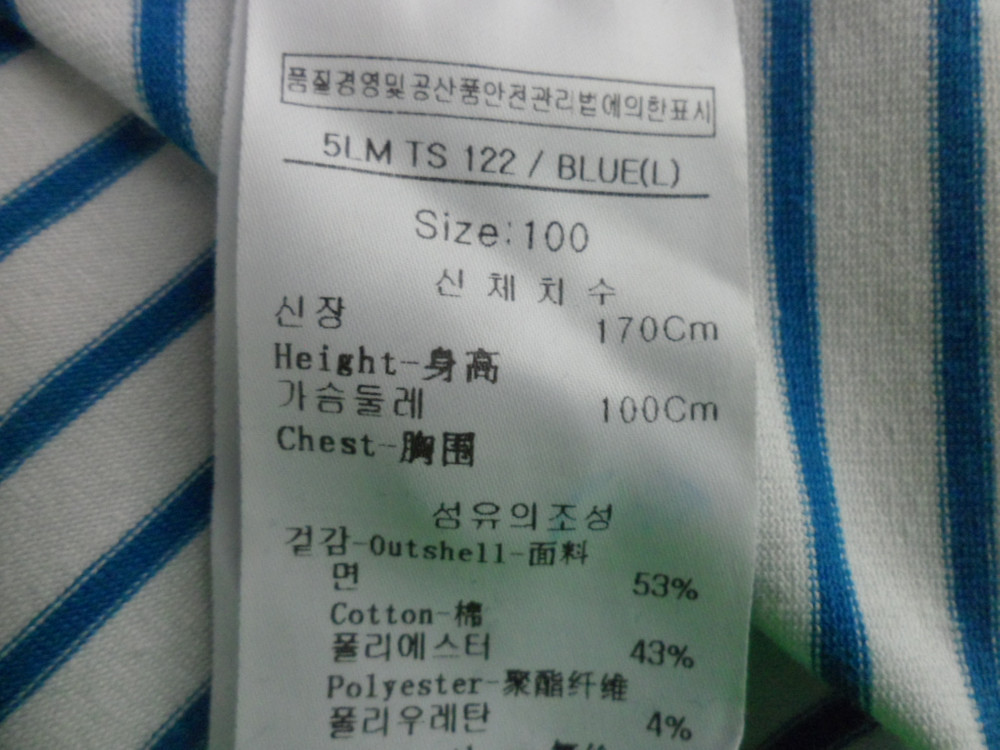 품질경영및공산품안전관리법에의한표시
5LM TS 122 / BLUE(L)
Size:100
신체치수
신장 170Cm
Height-身高
가슴둘레 100Cm
Chest-胸围
섬유의조성
겉감-Outshell-面料
면 53%
Cotton-棉
폴리에스터 43%
Polyester-聚酯纤维
폴리우레탄 4%